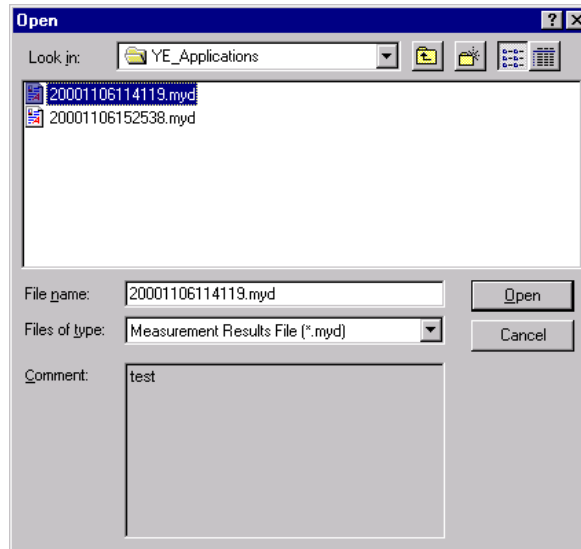 Open
Look in: YE_Applications
20001106114119.myd
20001106152538.myd
File name: 20001106114119.myd Open
Files of type: Measurement Results File (*.myd) Cancel
Comment: test